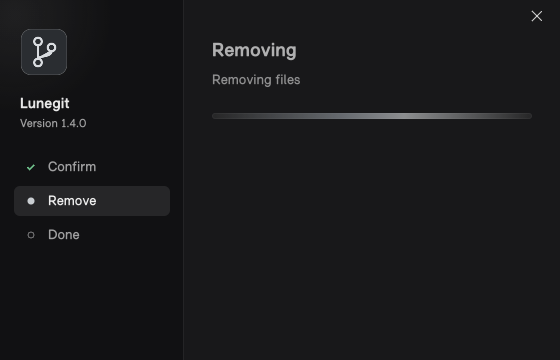 Lunegit
Version 1.4.0
Confirm
Remove
Done
Removing
Removing files